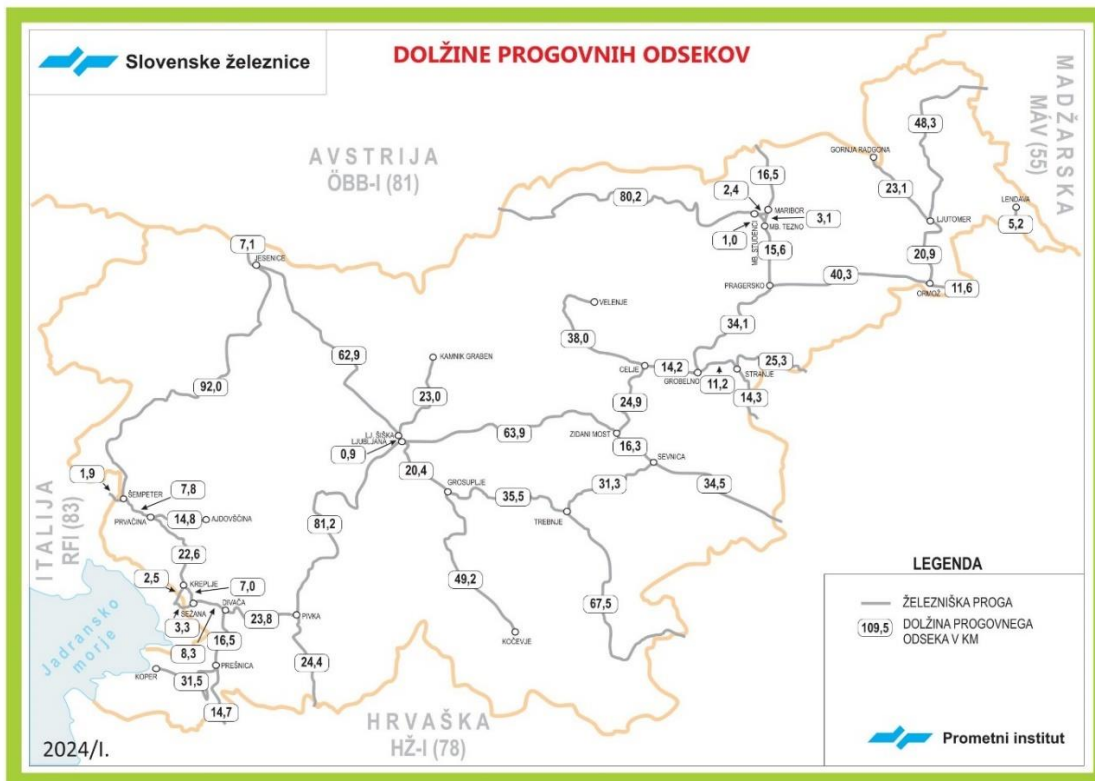 Slovenske železnice
DOLŽINE PROGOVNIH ODSEKOV
MADŽARSKA
MÁV (55)
AVSTRIJA
ÖBB-I (81)
48,3
GORNJA RADGONA
16,5
23,1
2,4
80,2
MARIBOR
3,1
LENDAVA
5,2
LJUTOMER
MB. TEZNO
MB. ŠTUDENCI
1,0
7,1
JESENICE
15,6
20,9
40,3
PRAGERSKO
ORMOŽ
11,6
VELENJE
34,1
38,0
62,9
KAMNIK GRABEN
25,3
CELJE
14,2
GROBELNO
STRANJE
11,2
92,0
23,0
14,3
24,9
LJ. ŠIŠKA
LJUBLJANA
63,9
ZIDANI MOST
0,9
16,3
SEVNICA
1,9
20,4
7,8
ŠEMPETER
GROSUPLJE
31,3
34,5
35,5
PRVAČINA
14,8
AJDOVŠČINA
81,2
TREBNJE
ITALIJA
RFI (83)
22,6
LEGENDA
2,5
KREPLJE
7,0
49,2
ŽELEZNIŠKA PROGA
SEŽANA
DIVAČA
23,8
PIVKA
67,5
109,5
DOLŽINA PROGOVNEGA
ODSEKA V KM
3,3
16,5
KOČEVJE
Jadransko
morje
8,3
24,4
PREŠNICA
KOPER
31,5
14,7
HRVAŠKA
HŽ-I (78)
Prometni institut
2024/I.